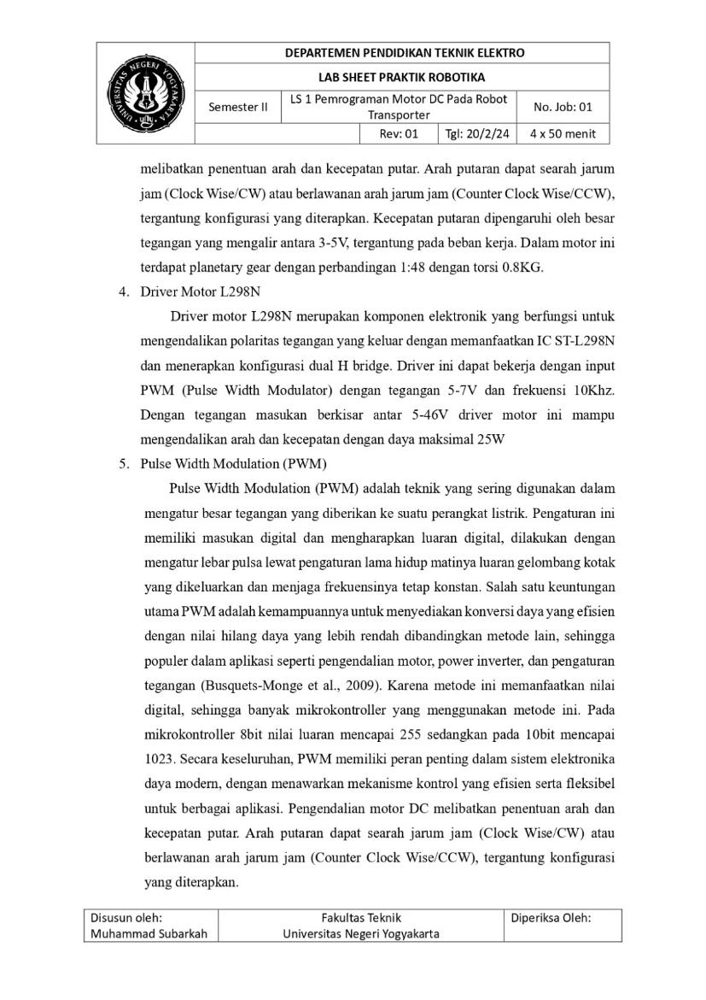 UNIVERSITAS NEGERI YOGYAKARTA
DEPARTEMEN PENDIDIKAN TEKNIK ELEKTRO
LAB SHEET PRAKTIK ROBOTIKA
Semester II
LS 1 Pemrograman Motor DC Pada Robot
Transporter
No. Job: 01
Rev: 01
Tgl: 20/2/24
4 x 50 menit
melibatkan penentuan arah dan kecepatan putar. Arah putaran dapat searah jarum
jam (Clock Wise/CW) atau berlawanan arah jarum jam (Counter Clock Wise/CCW),
tergantung konfigurasi yang diterapkan. Kecepatan putaran dipengaruhi oleh besar
tegangan yang mengalir antara 3-5V, tergantung pada beban kerja. Dalam motor ini
terdapat planetary gear dengan perbandingan 1:48 dengan torsi 0.8KG.
4. Driver Motor L298N
Driver motor L298N merupakan komponen elektronik yang berfungsi untuk
mengendalikan polaritas tegangan yang keluar dengan memanfaatkan IC ST-L298N
dan menerapkan konfigurasi dual H bridge. Driver ini dapat bekerja dengan input
PWM (Pulse Width Modulator) dengan tegangan 5-7V dan frekuensi 10Khz.
Dengan tegangan masukan berkisar antar 5-46V driver motor ini mampu
mengendalikan arah dan kecepatan dengan daya maksimal 25W
5. Pulse Width Modulation (PWM)
Pulse Width Modulation (PWM) adalah teknik yang sering digunakan dalam
mengatur besar tegangan yang diberikan ke suatu perangkat listrik. Pengaturan ini
memiliki masukan digital dan mengharapkan luaran digital, dilakukan dengan
mengatur lebar pulsa lewat pengaturan lama hidup matinya luaran gelombang kotak
yang dikeluarkan dan menjaga frekuensinya tetap konstan. Salah satu keuntungan
utama PWM adalah kemampuannya untuk menyediakan konversi daya yang efisien
dengan nilai hilang daya yang lebih rendah dibandingkan metode lain, sehingga
populer dalam aplikasi seperti pengendalian motor, power inverter, dan pengaturan
tegangan (Busquets-Monge et al., 2009). Karena metode ini memanfaatkan nilai
digital, sehingga banyak mikrokontroller yang menggunakan metode ini. Pada
mikrokontroller 8bit nilai luaran mencapai 255 sedangkan pada 10bit mencapai
1023. Secara keseluruhan, PWM memiliki peran penting dalam sistem elektronika
daya modern, dengan menawarkan mekanisme kontrol yang efisien serta fleksibel
untuk berbagai aplikasi. Pengendalian motor DC melibatkan penentuan arah dan
kecepatan putar. Arah putaran dapat searah jarum jam (Clock Wise/CW) atau
berlawanan arah jarum jam (Counter Clock Wise/CCW), tergantung konfigurasi
yang diterapkan.
Disusun oleh:
Muhammad Subarkah
Fakultas Teknik
Universitas Negeri Yogyakarta
Diperiksa Oleh: